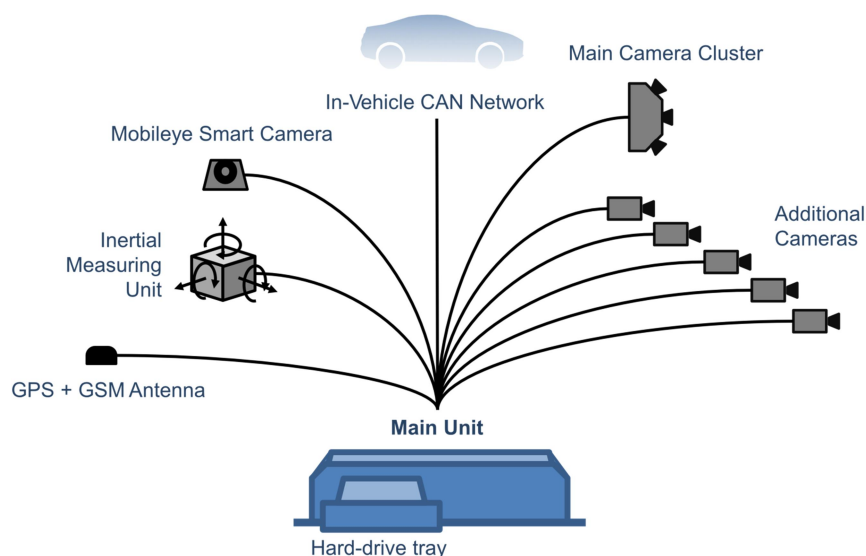 Main Camera Cluster
In-Vehicle CAN Network
Mobileye Smart Camera
Additional
Cameras
Inertial
Measuring
Unit
GPS + GSM Antenna
Main Unit
Hard-drive tray